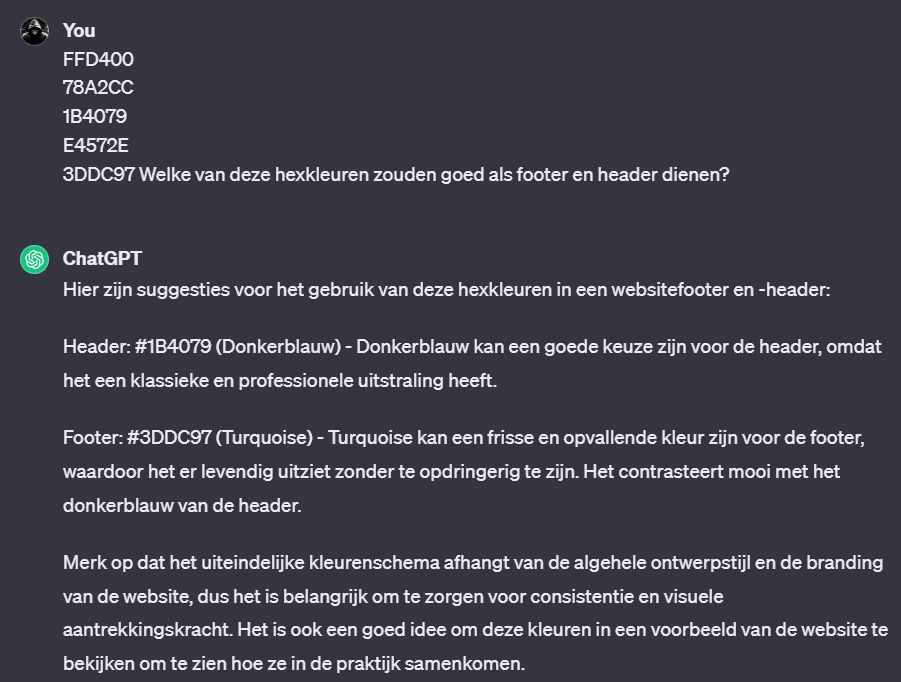 You
FFD400
78A2CC
1B4079
E4572E
3DDC97 Welke van deze hexkleuren zouden goed als footer en header dienen?
ChatGPT
Hier zijn suggesties voor het gebruik van deze hexkleuren in een websitefooter en -header:
Header: #1B4079 (Donkerblauw) - Donkerblauw kan een goede keuze zijn voor de header, omdat
het een klassieke en professionele uitstraling heeft.
Footer: #3DDC97 (Turquoise) - Turquoise kan een frisse en opvallende kleur zijn voor de footer,
waardoor het er levendig uitziet zonder te opdringerig te zijn. Het contrasteert mooi met het
donkerblauw van de header.
Merk op dat het uiteindelijke kleurenschema afhangt van de algehele ontwerpstijl en de branding
van de website, dus het is belangrijk om te zorgen voor consistentie en visuele
aantrekkingskracht. Het is ook een goed idee om deze kleuren in een voorbeeld van de website te
bekijken om te zien hoe ze in de praktijk samenkomen.